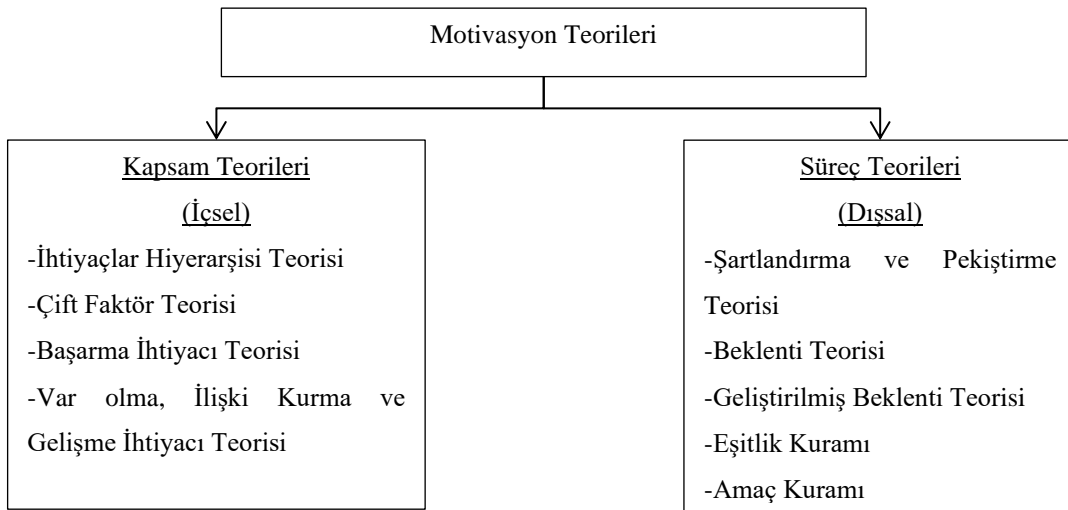 Motivasyon Teorileri
Kapsam Teorileri
(İçsel)
-İhtiyaçlar Hiyerarşisi Teorisi
-Çift Faktör Teorisi
-Başarma İhtiyacı Teorisi
-Var olma, İlişki Kurma ve
Gelişme İhtiyacı Teorisi
Süreç Teorileri
(Dışsal)
-Şartlandırma ve Pekiştirme
Teorisi
-Beklenti Teorisi
-Geliştirilmiş Beklenti Teorisi
-Eşitlik Kuramı
-Amaç Kuramı